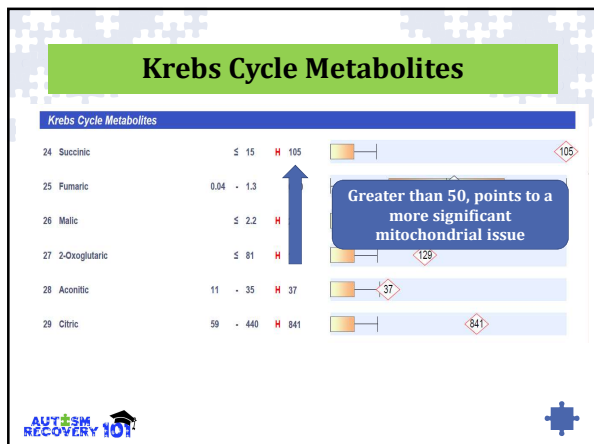 Krebs Cycle Metabolites
Krebs Cycle Metabolites
24 Succinic ≤ 15 H 105 105
25 Fumaric 0.04 - 1.3
26 Malic ≤ 2.2 H
27 2-Oxoglutaric ≤ 81 H 129
28 Aconitic 11 - 35 H 37 37
29 Citric 59 - 440 H 841 841
Greater than 50, points to a
more significant
mitochondrial issue
AUTISM
RECOVERY 101